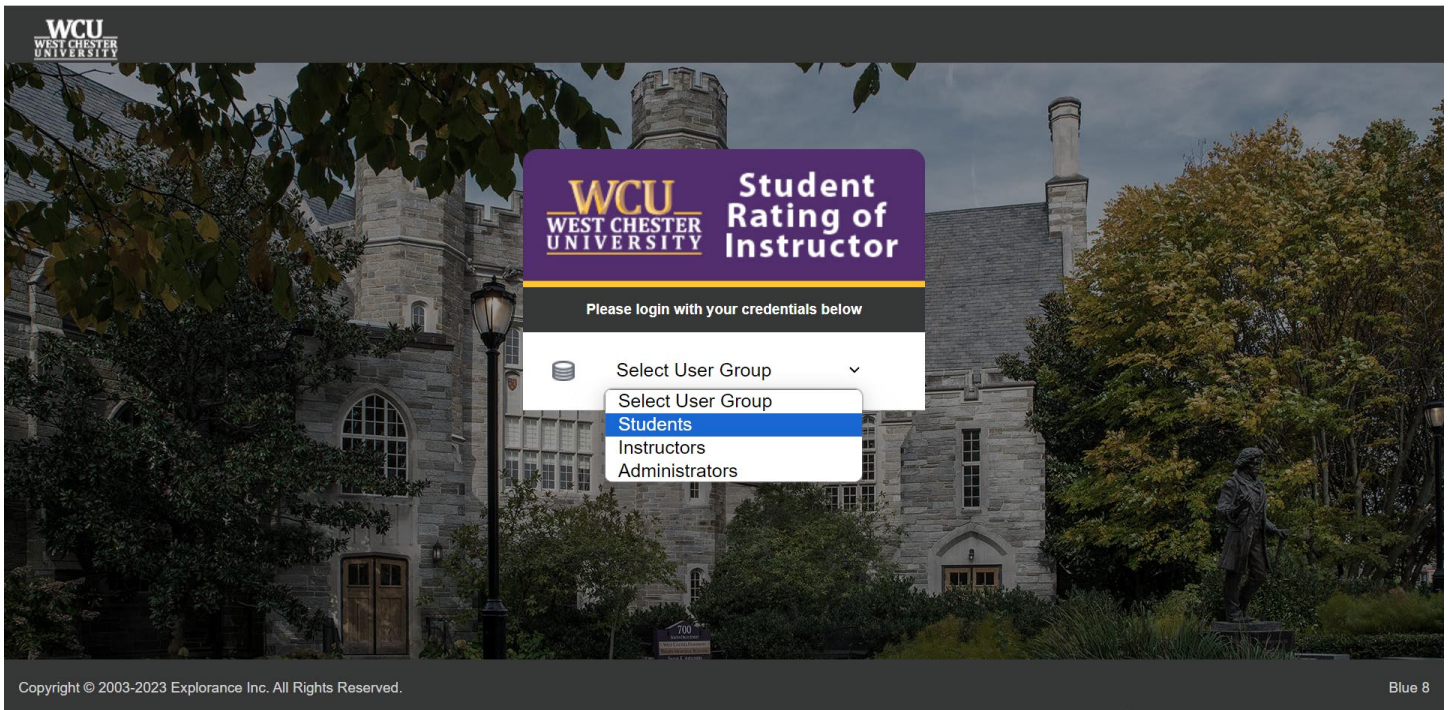 WCU
WEST CHESTER
UNIVERSITY
WCU
WEST CHESTER
UNIVERSITY
Student
Rating of
Instructor
Please login with your credentials below
Select User Group
Select User Group
Students
Instructors
Administrators
700
Copyright © 2003-2023 Explorance Inc. All Rights Reserved.
Blue 8